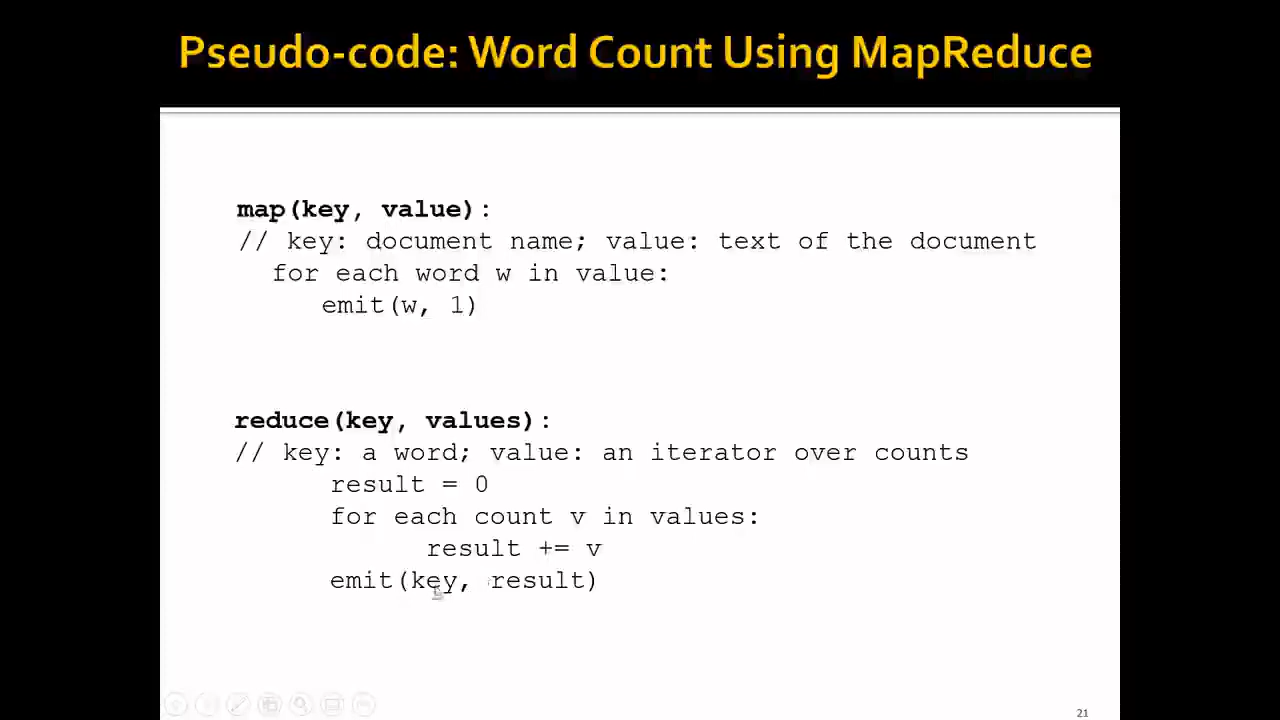 Pseudo-code: Word Count Using MapReduce
map(key, value):
// key: document name; value: text of the document
for each word w in value:
emit(w, 1)
reduce(key, values):
// key: a word; value: an iterator over counts
result = 0
for each count v in values:
result += v
emit(key, result)
21